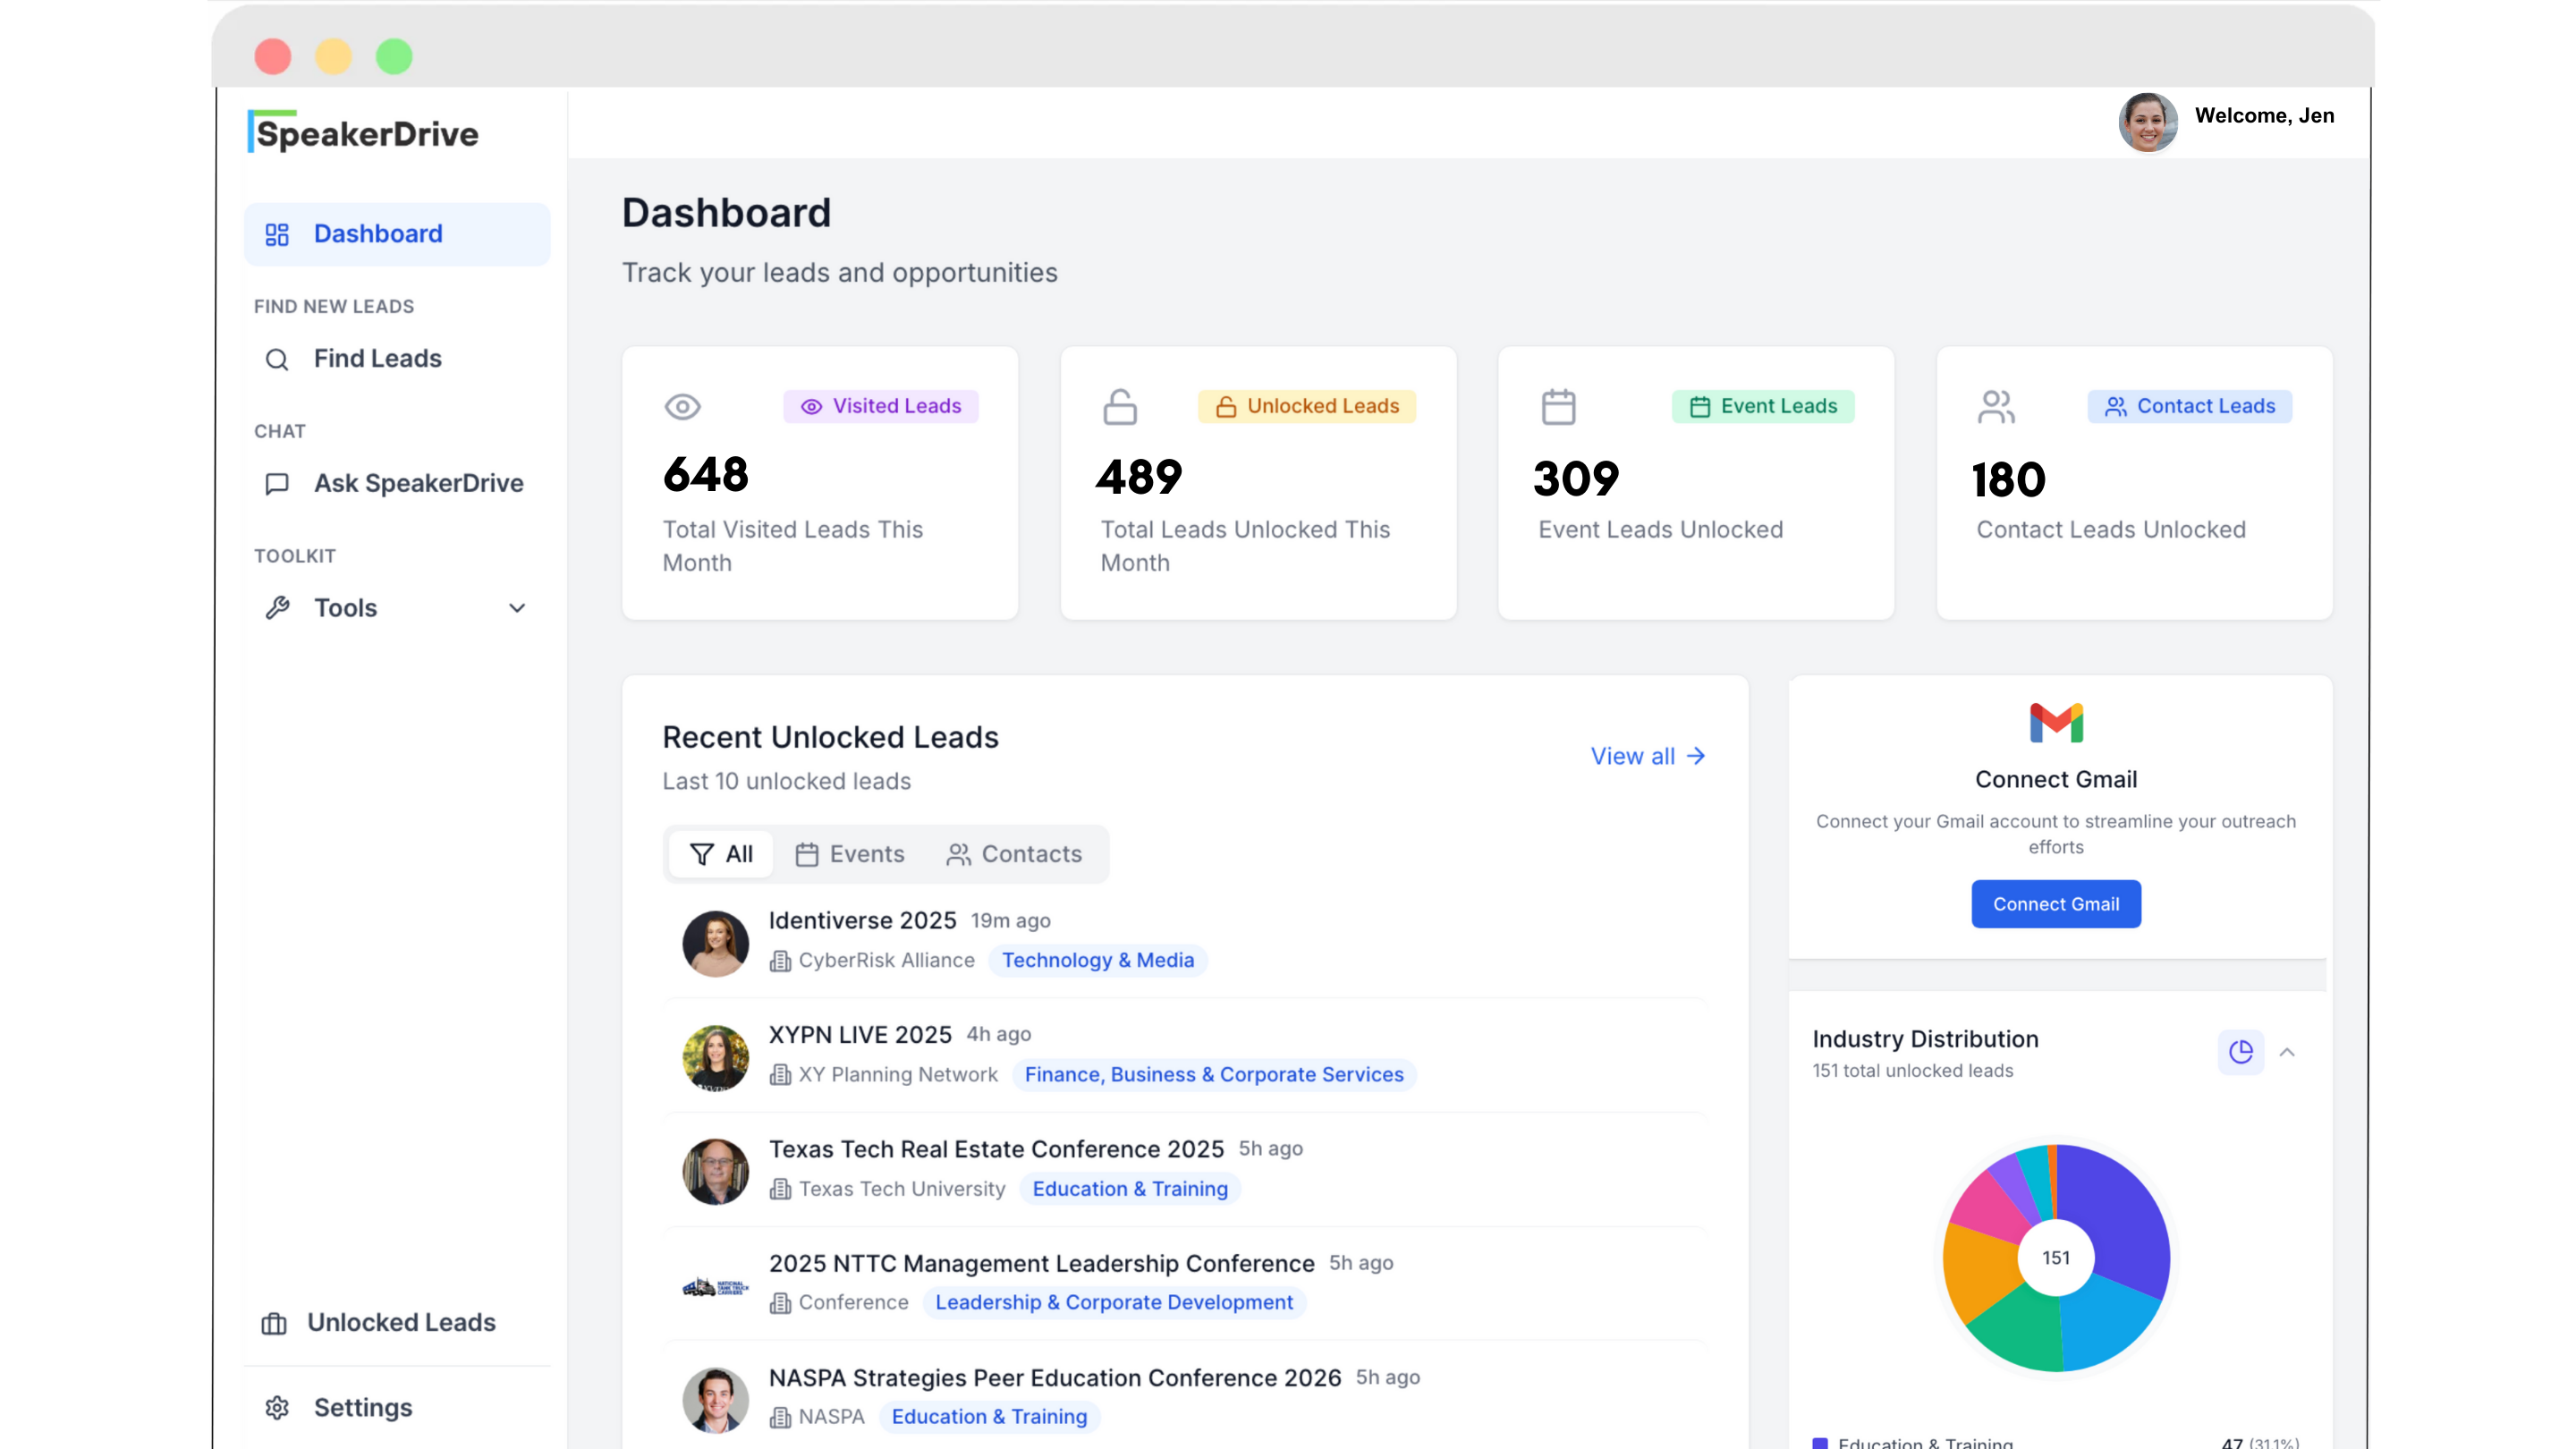 SpeakerDrive
Welcome, Jen
Dashboard
FIND NEW LEADS
Find Leads
CHAT
Ask SpeakerDrive
TOOLKIT
Tools
Unlocked Leads
Settings
Dashboard
Track your leads and opportunities
Visited Leads
648
Total Visited Leads This
Month
Unlocked Leads
489
Total Leads Unlocked This
Month
Event Leads
309
Event Leads Unlocked
Contact Leads
180
Contact Leads Unlocked
Recent Unlocked Leads
Last 10 unlocked leads
View all
All Events Contacts
Identiverse 2025 19m ago
CyberRisk Alliance Technology & Media
XYPN LIVE 2025 4h ago
XY Planning Network Finance, Business & Corporate Services
Texas Tech Real Estate Conference 2025 5h ago
Texas Tech University Education & Training
2025 NTTC Management Leadership Conference 5h ago
NATIONAL
TANK TRUCK
CARRIERS
Conference Leadership & Corporate Development
NASPA Strategies Peer Education Conference 2026 5h ago
NASPA Education & Training
Connect Gmail
Connect your Gmail account to streamline your outreach
efforts
Connect Gmail
Industry Distribution
151 total unlocked leads
151
Education & Training 47 (31.1%)